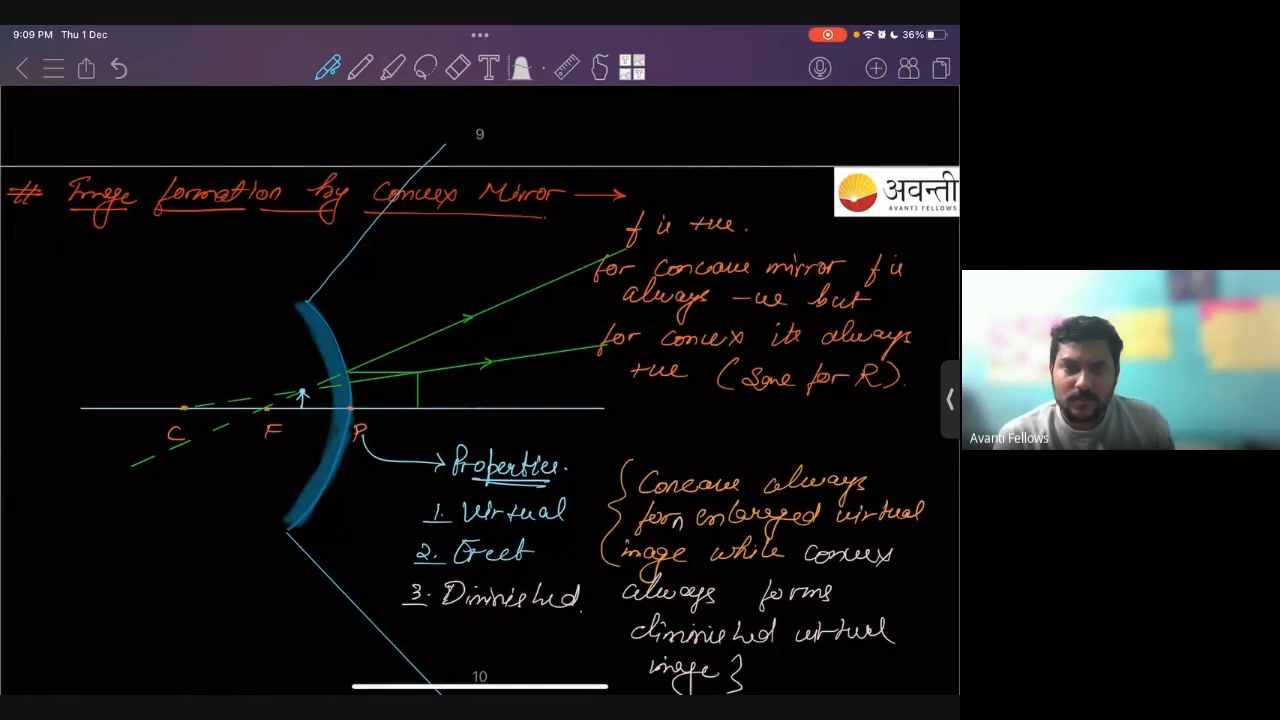 9:09 PM Thu 1 Dec
36%
9
# Image formation by Convex Mirror →
अवन्ती
AVANTI FELLOWS
f is +ve.
for concave mirror f is
always -ve but
for convex its always
+ve (Same for R).
C F P
Properties.
1. Virtual
2. Erect
3. Diminished.
{Concave always
form enlarged virtual
image while convex
always forms
diminished virtual
image}
10
Avanti Fellows